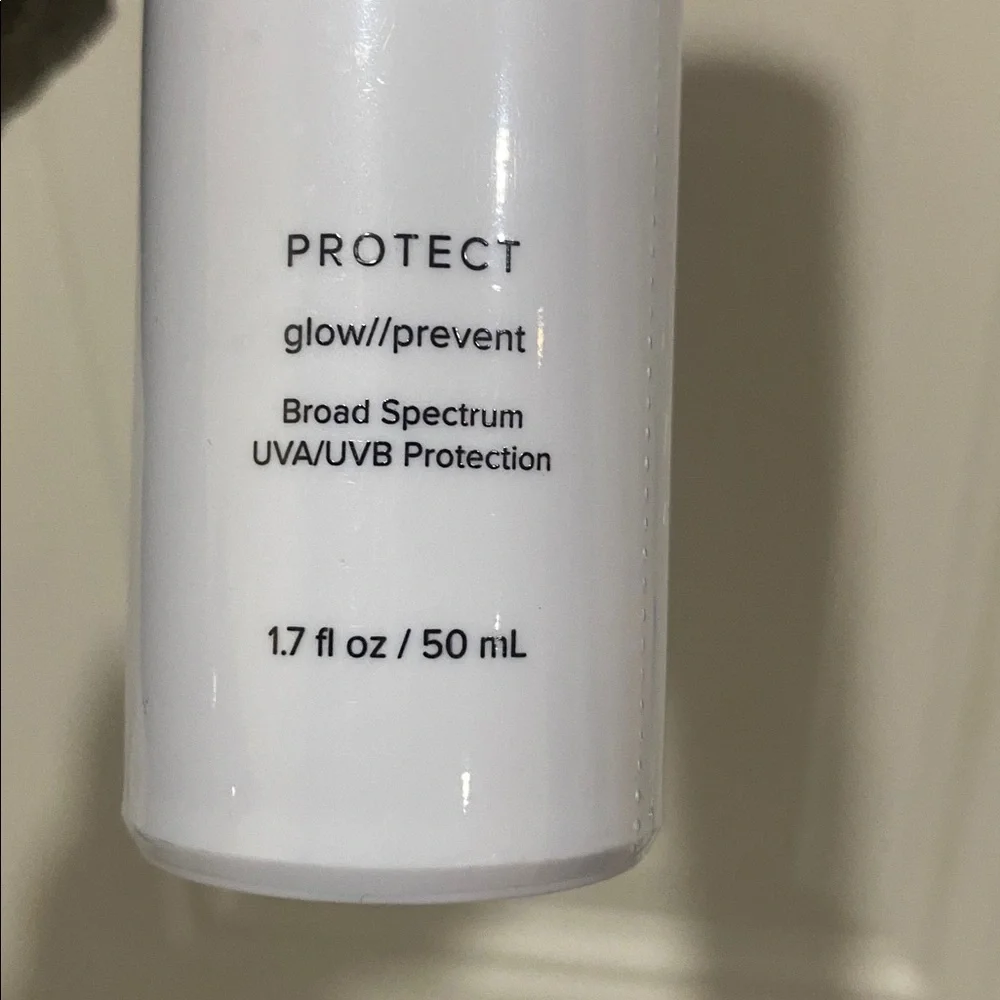 PROTECT
glow//prevent
Broad Spectrum
UVA/UVB Protection
1.7 fl oz / 50 mL